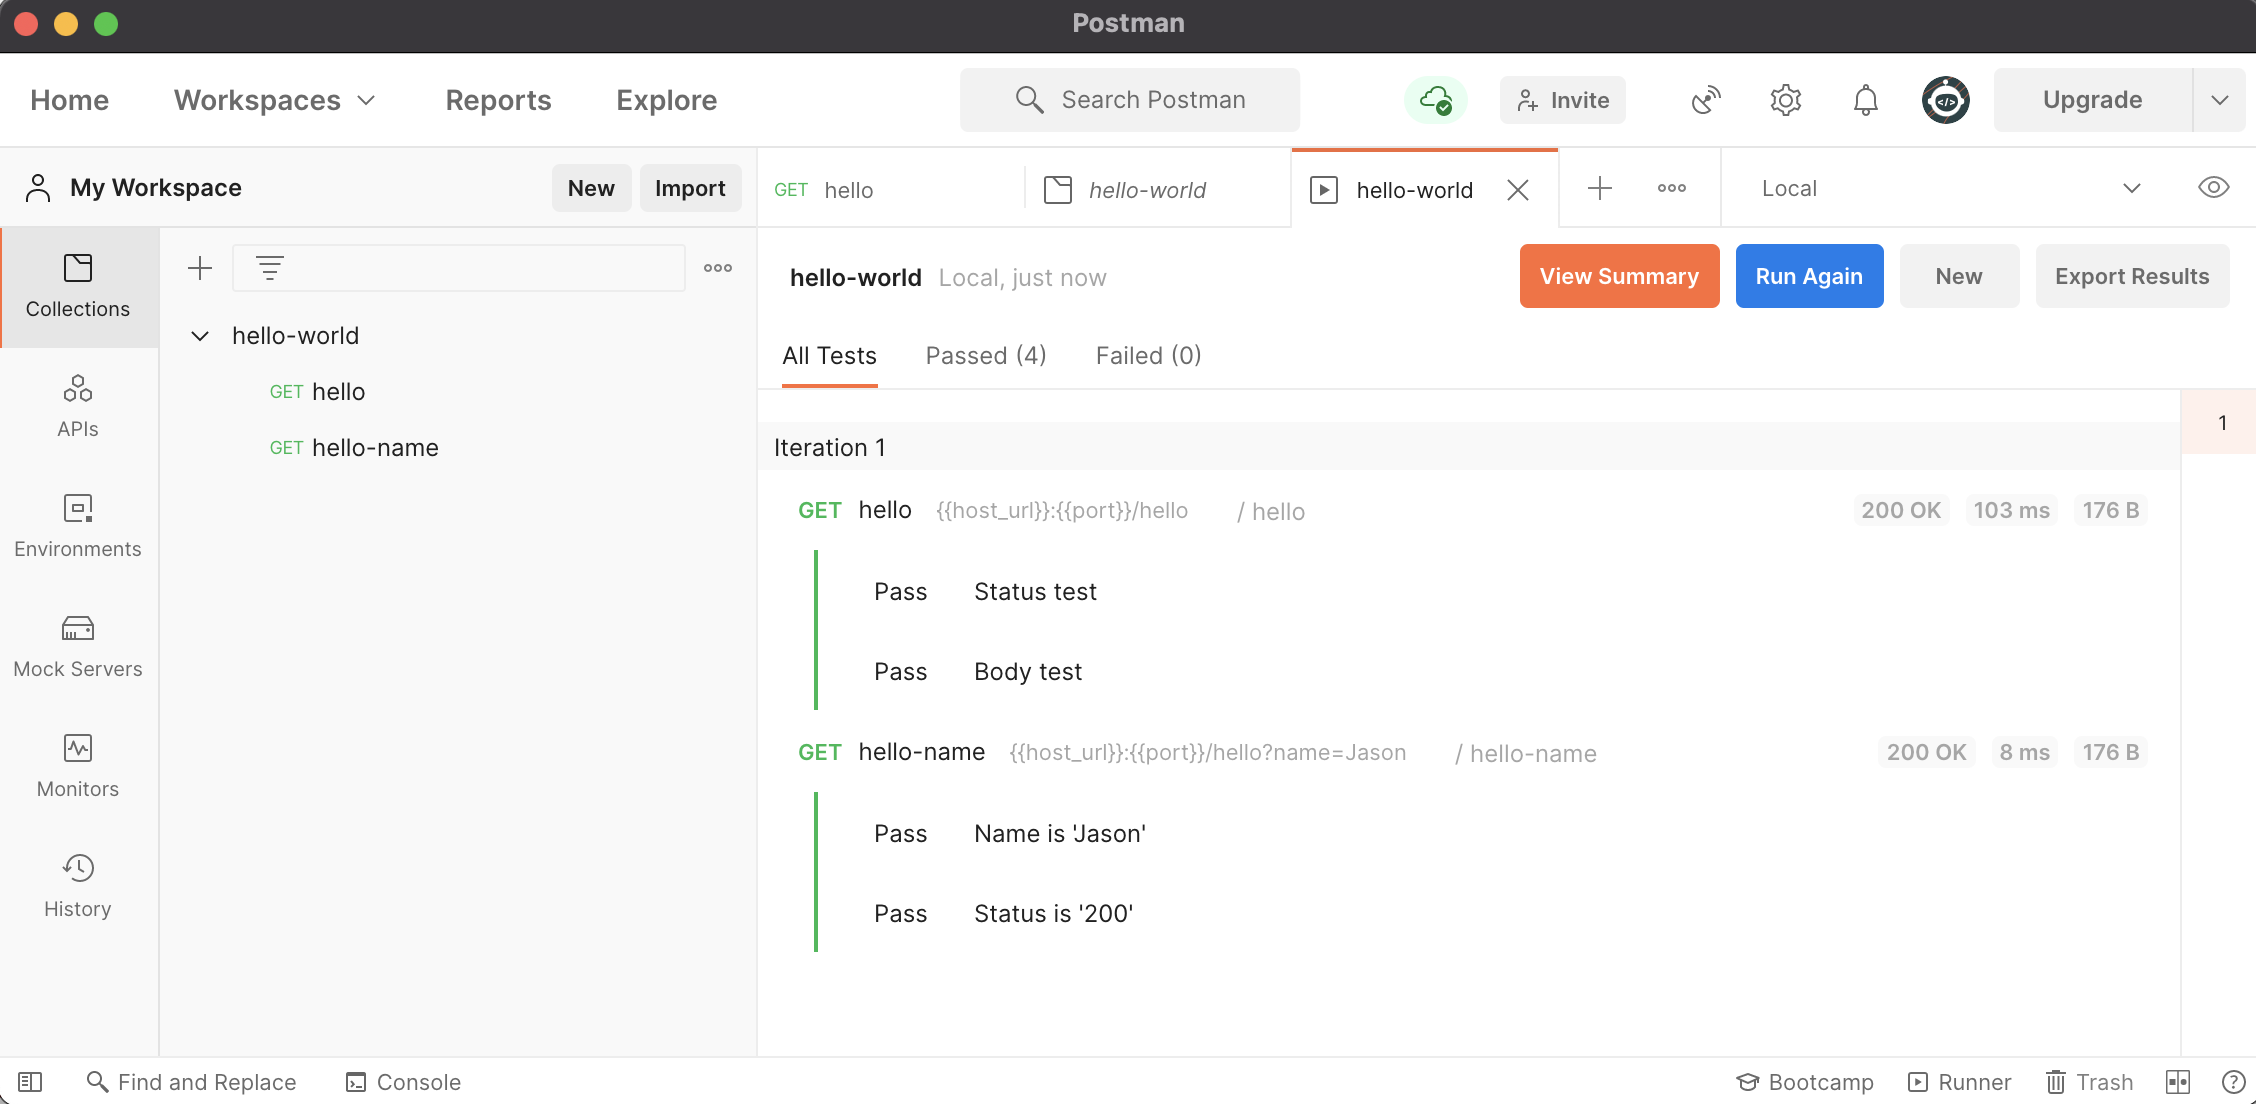 Postman
Home Workspaces Reports Explore Search Postman Invite Upgrade
My Workspace New Import GET hello hello-world hello-world Local
Collections
hello-world
GET hello
GET hello-name
APIs
Environments
Mock Servers
Monitors
History
hello-world Local, just now View Summary Run Again New Export Results
All Tests Passed (4) Failed (0)
1
Iteration 1
GET hello {{host_url}}:{{port}}/hello / hello 200 OK 103 ms 176 B
Pass Status test
Pass Body test
GET hello-name {{host_url}}:{{port}}/hello?name=Jason / hello-name 200 OK 8 ms 176 B
Pass Name is 'Jason'
Pass Status is '200'
Find and Replace Console Bootcamp Runner Trash